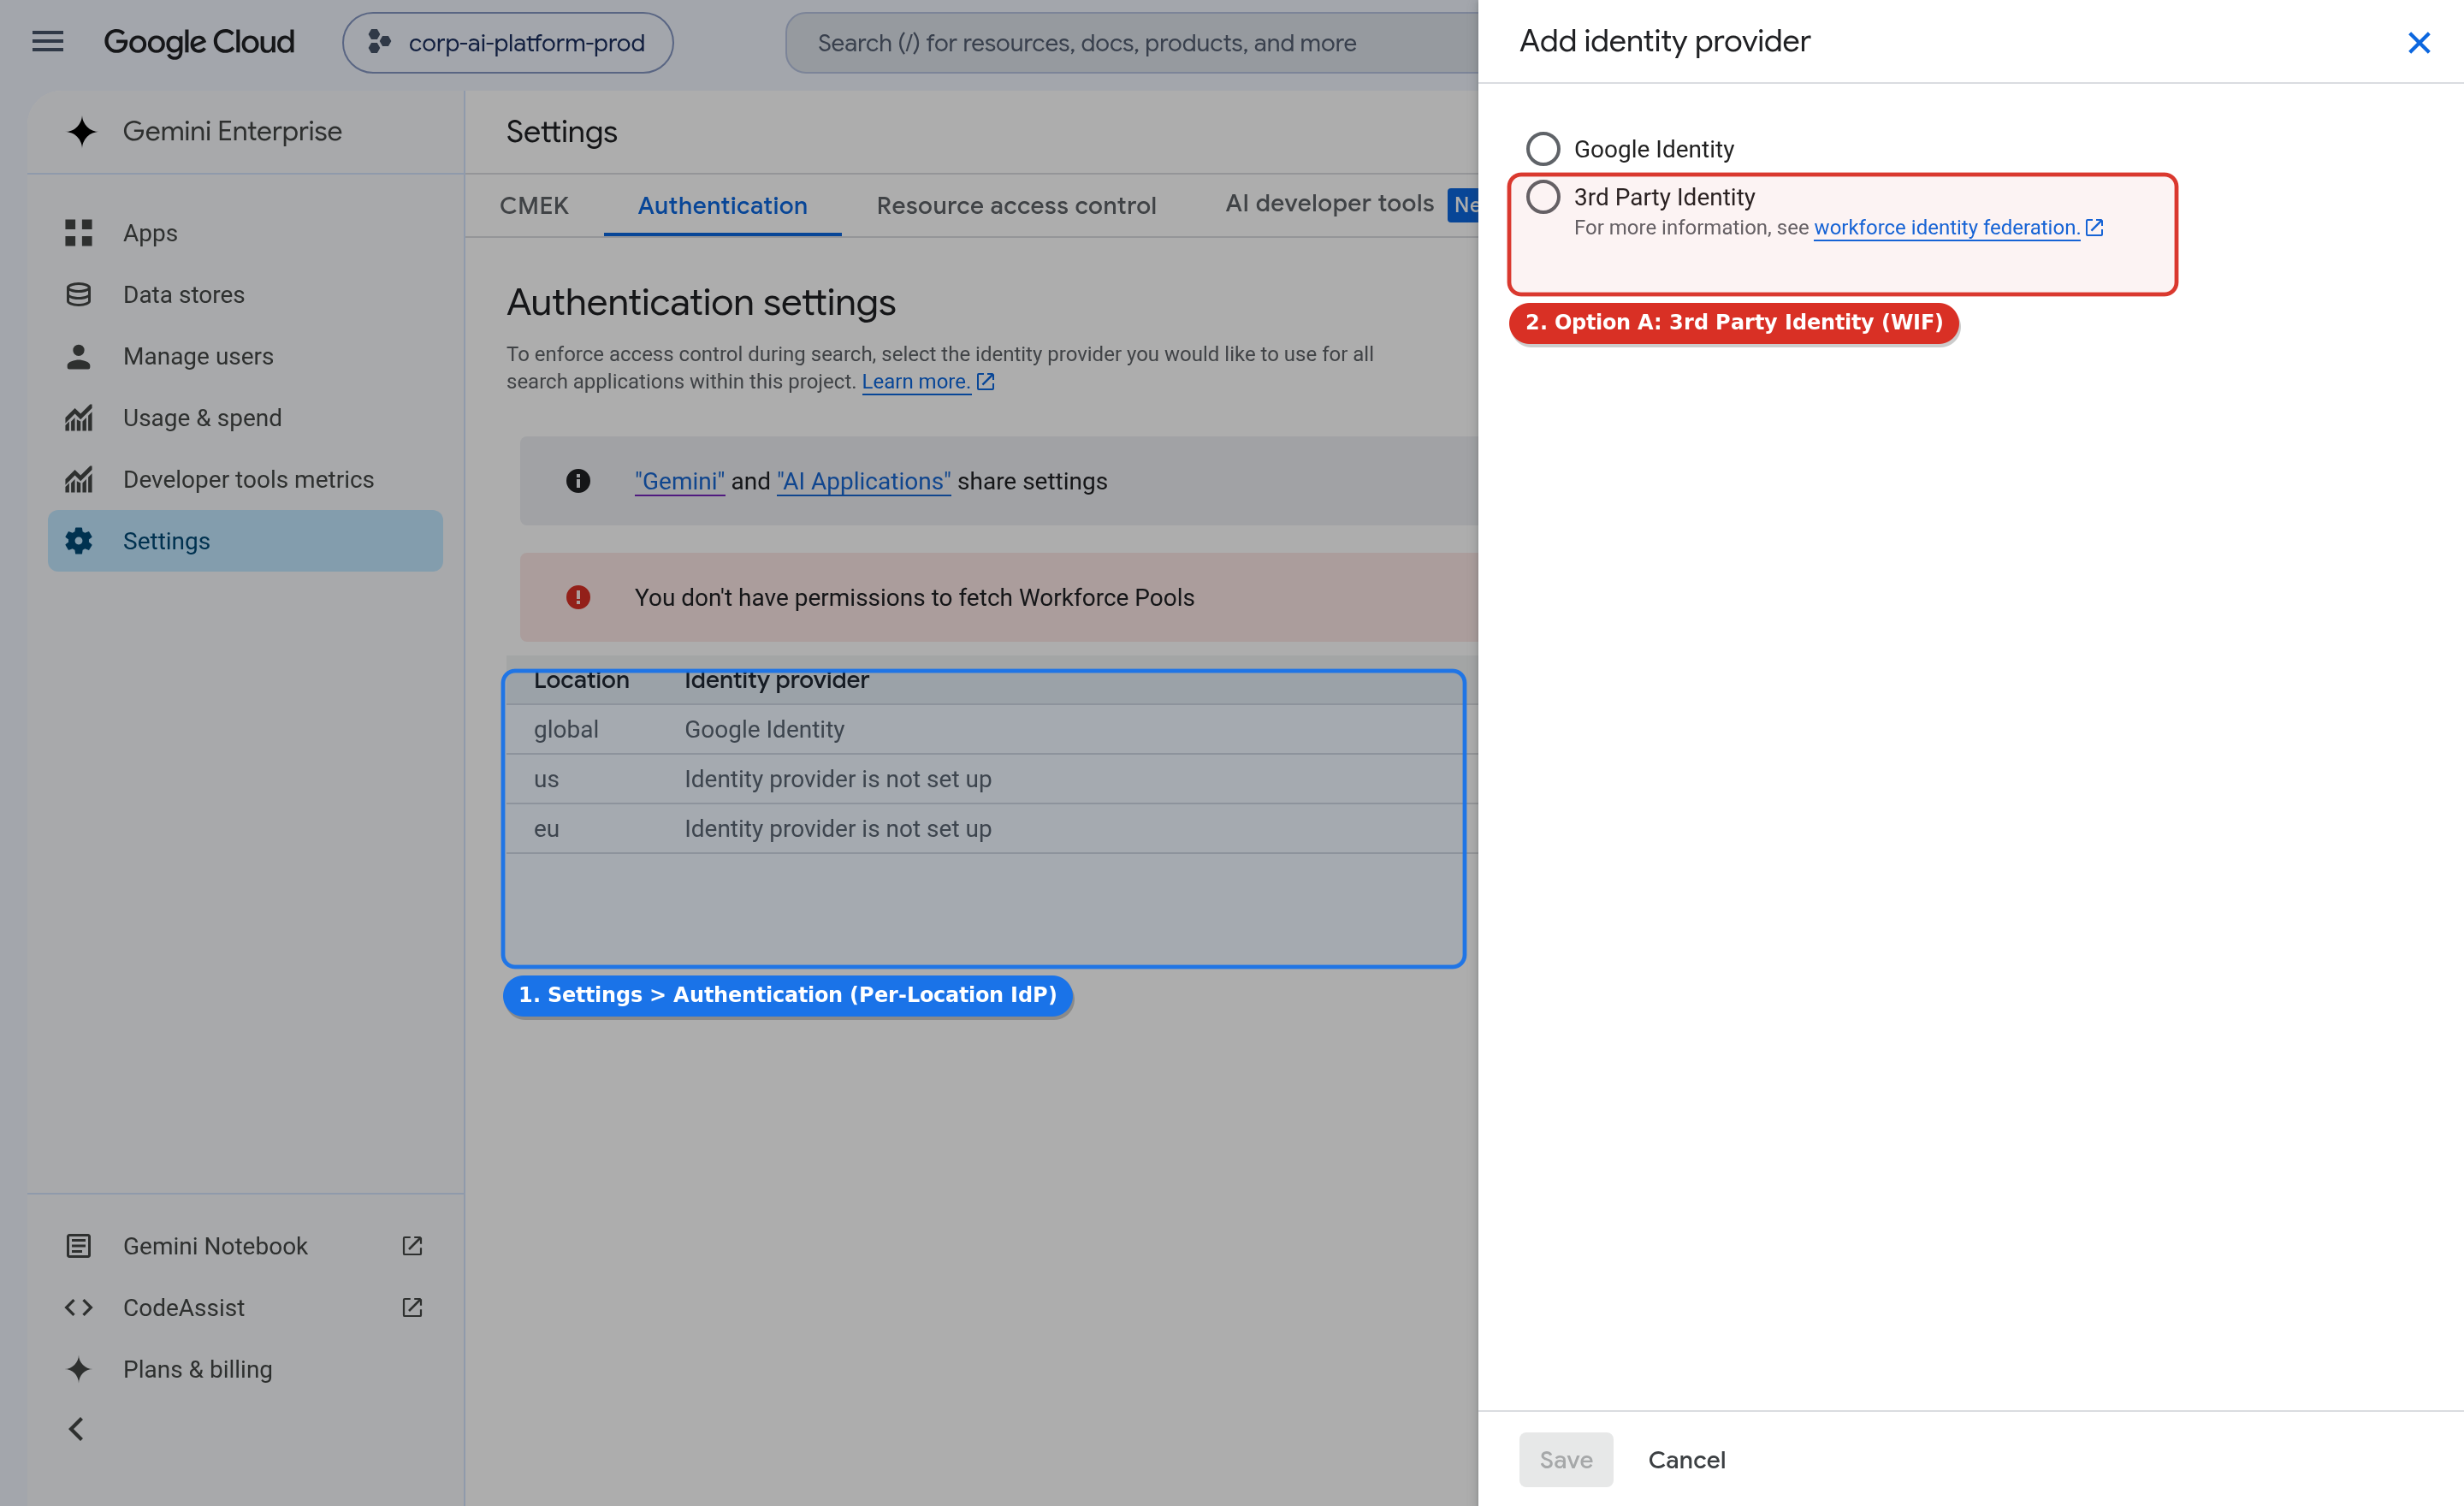 Google Cloud
corp-ai-platform-prod
Search (/) for resources, docs, products, and more
Gemini Enterprise
Apps
Data stores
Manage users
Usage & spend
Developer tools metrics
Settings
Gemini Notebook
CodeAssist
Plans & billing
Settings
CMEK
Authentication
Resource access control
AI developer tools
Authentication settings
To enforce access control during search, select the identity provider you would like to use for all
search applications within this project. Learn more.
"Gemini" and "AI Applications" share settings
You don't have permissions to fetch Workforce Pools
Location Identity provider
global Google Identity
us Identity provider is not set up
eu Identity provider is not set up
1. Settings > Authentication (Per-Location IdP)
Add identity provider
Google Identity
3rd Party Identity
For more information, see workforce identity federation.
2. Option A: 3rd Party Identity (WIF)
Save
Cancel